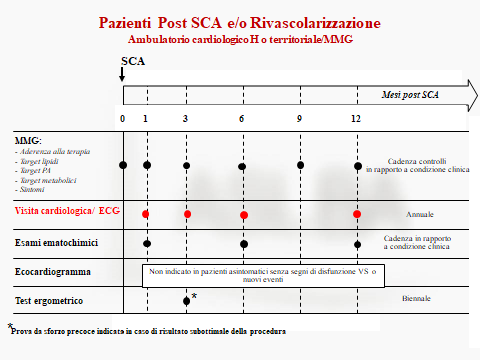 Pazienti Post SCA e/o Rivascolarizzazione
Ambulatorio cardiologico H o territoriale/MMG
SCA
Mesi post SCA
0 1 3 6 9 12
MMG:
- Aderenza alla terapia
- Target lipidi
- Target PA
- Target metabolici
- Sintomi
Cadenza controlli
in rapporto a condizione clinica
Visita cardiologica/ ECG
Annuale
Esami ematochimici
Cadenza in rapporto
a condizione clinica
Ecocardiogramma
Non indicato in pazienti asintomatici senza segni di disfunzione VS o
nuovi eventi
Test ergometrico
*
Biennale
*Prova da sforzo precoce indicata in caso di risultato subottimale della procedura